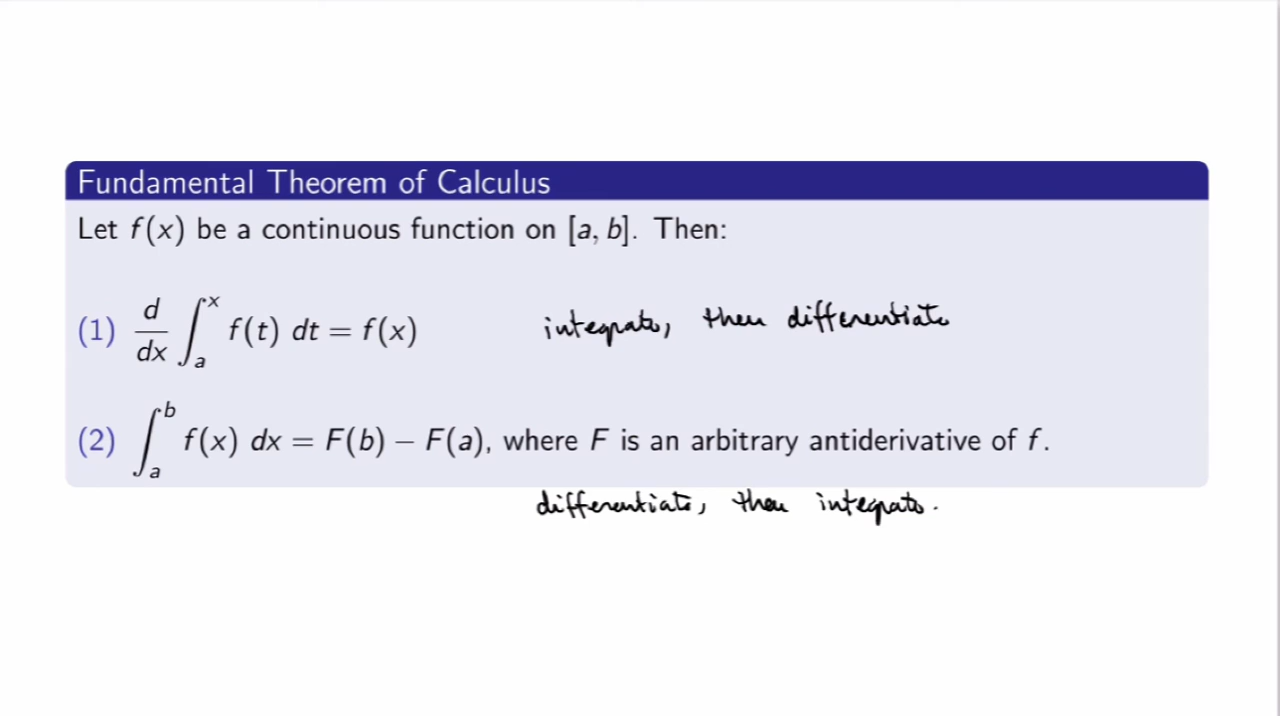 Fundamental Theorem of Calculus
Let f(x) be a continuous function on [a, b]. Then:
(1) d/dx ∫_a^x f(t) dt = f(x) integrate, then differentiate
(2) ∫_a^b f(x) dx = F(b) − F(a), where F is an arbitrary antiderivative of f.
differentiate, then integrate.